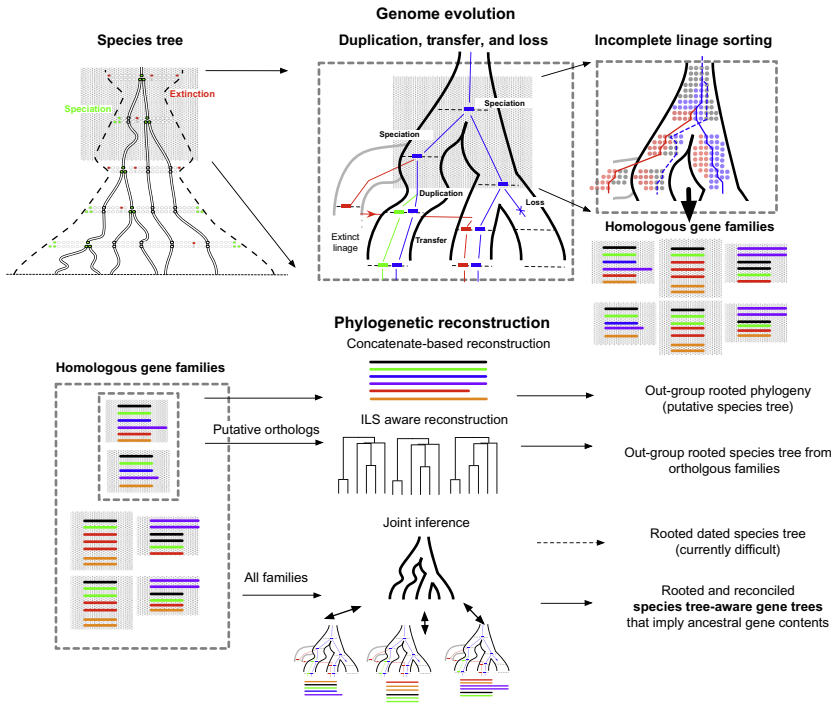 Genome evolution
Species tree
Duplication, transfer, and loss
Incomplete linage sorting
Extinction
Speciation
Speciation
Speciation
Duplication
Loss
Extinct
linage
Transfer
Homologous gene families
Phylogenetic reconstruction
Concatenate-based reconstruction
Homologous gene families
Out-group rooted phylogeny
(putative species tree)
Putative orthologs
ILS aware reconstruction
Out-group rooted species tree from
orthologous families
Joint inference
Rooted dated species tree
(currently difficult)
All families
Rooted and reconciled
species tree-aware gene trees
that imply ancestral gene contents